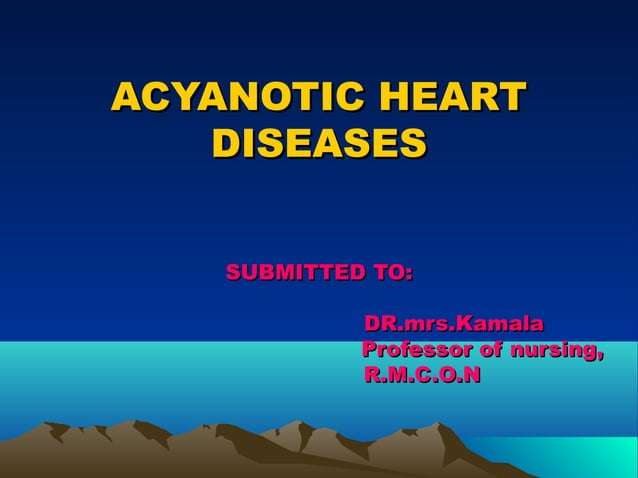 ACYANOTIC HEART
DISEASES
SUBMITTED TO:
DR.mrs.Kamala
Professor of nursing,
R.M.C.O.N